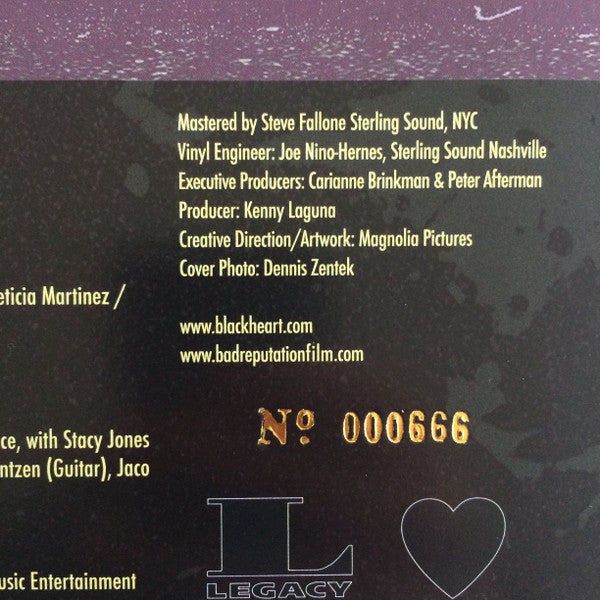 Mastered by Steve Fallone Sterling Sound, NYC
Vinyl Engineer: Joe Nino-Hernes, Sterling Sound Nashville
Executive Producers: Carianne Brinkman & Peter Afterman
Producer: Kenny Laguna
Creative Direction/Artwork: Magnolia Pictures
Cover Photo: Dennis Zentek
eticia Martinez /
www.blackheart.com
www.badreputationfilm.com
Nº 000666
ce, with Stacy Jones
ntzen (Guitar), Jaco
L
LEGACY
usic Entertainment